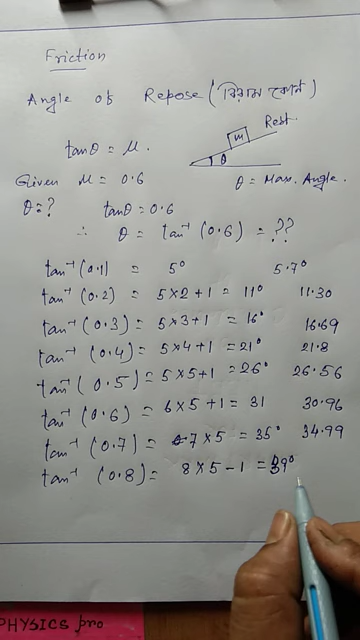 Friction
Angle of Repose (বিরাম কোন)
Rest
m
θ
tanθ = μ.
Given μ = 0.6
θ = Max. Angle.
θ = ?
tanθ = 0.6
∴ θ = tan⁻¹ (0.6) = ??
tan⁻¹ (0.1) = 5° 5.7°
tan⁻¹ (0.2) = 5×2+1 = 11° 11.30
tan⁻¹ (0.3) = 5×3+1 = 16° 16.69
tan⁻¹ (0.4) = 5×4+1 = 21° 21.8
tan⁻¹ (0.5) = 5×5+1 = 26° 26.56
tan⁻¹ (0.6) = 6×5+1 = 31 30.96
tan⁻¹ (0.7) = 7×5 = 35° 34.99
tan⁻¹ (0.8) = 8×5-1 = 39°
PHYSICS pro